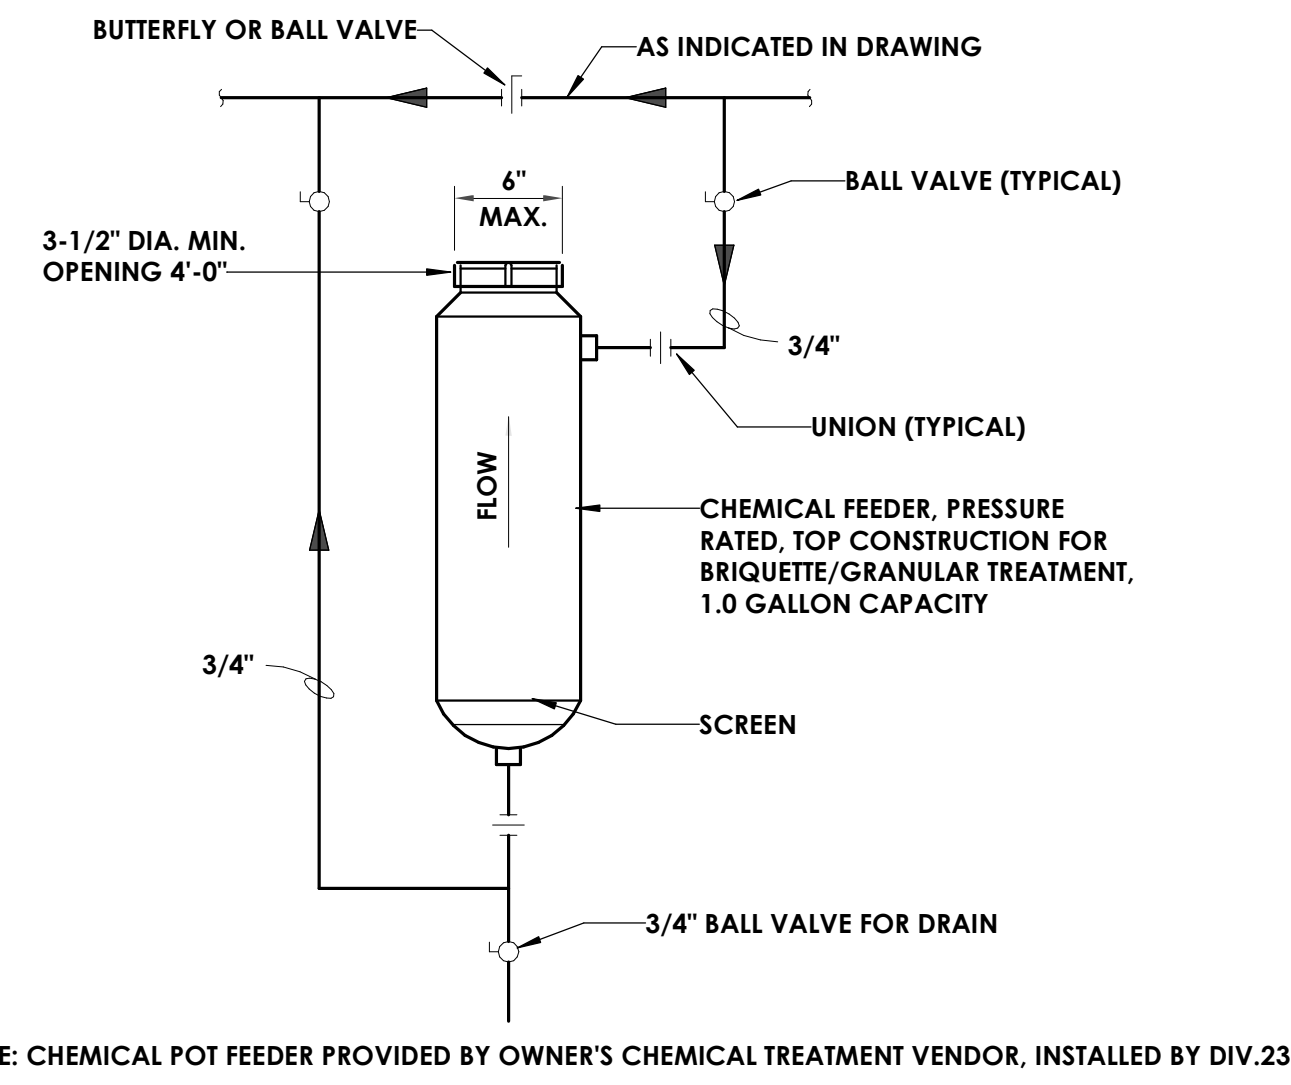 BUTTERFLY OR BALL VALVE
AS INDICATED IN DRAWING
6"
MAX.
BALL VALVE (TYPICAL)
3-1/2" DIA. MIN.
OPENING 4'-0"
3/4"
UNION (TYPICAL)
FLOW
CHEMICAL FEEDER, PRESSURE
RATED, TOP CONSTRUCTION FOR
BRIQUETTE/GRANULAR TREATMENT,
1.0 GALLON CAPACITY
3/4"
SCREEN
3/4" BALL VALVE FOR DRAIN
E: CHEMICAL POT FEEDER PROVIDED BY OWNER'S CHEMICAL TREATMENT VENDOR, INSTALLED BY DIV.23